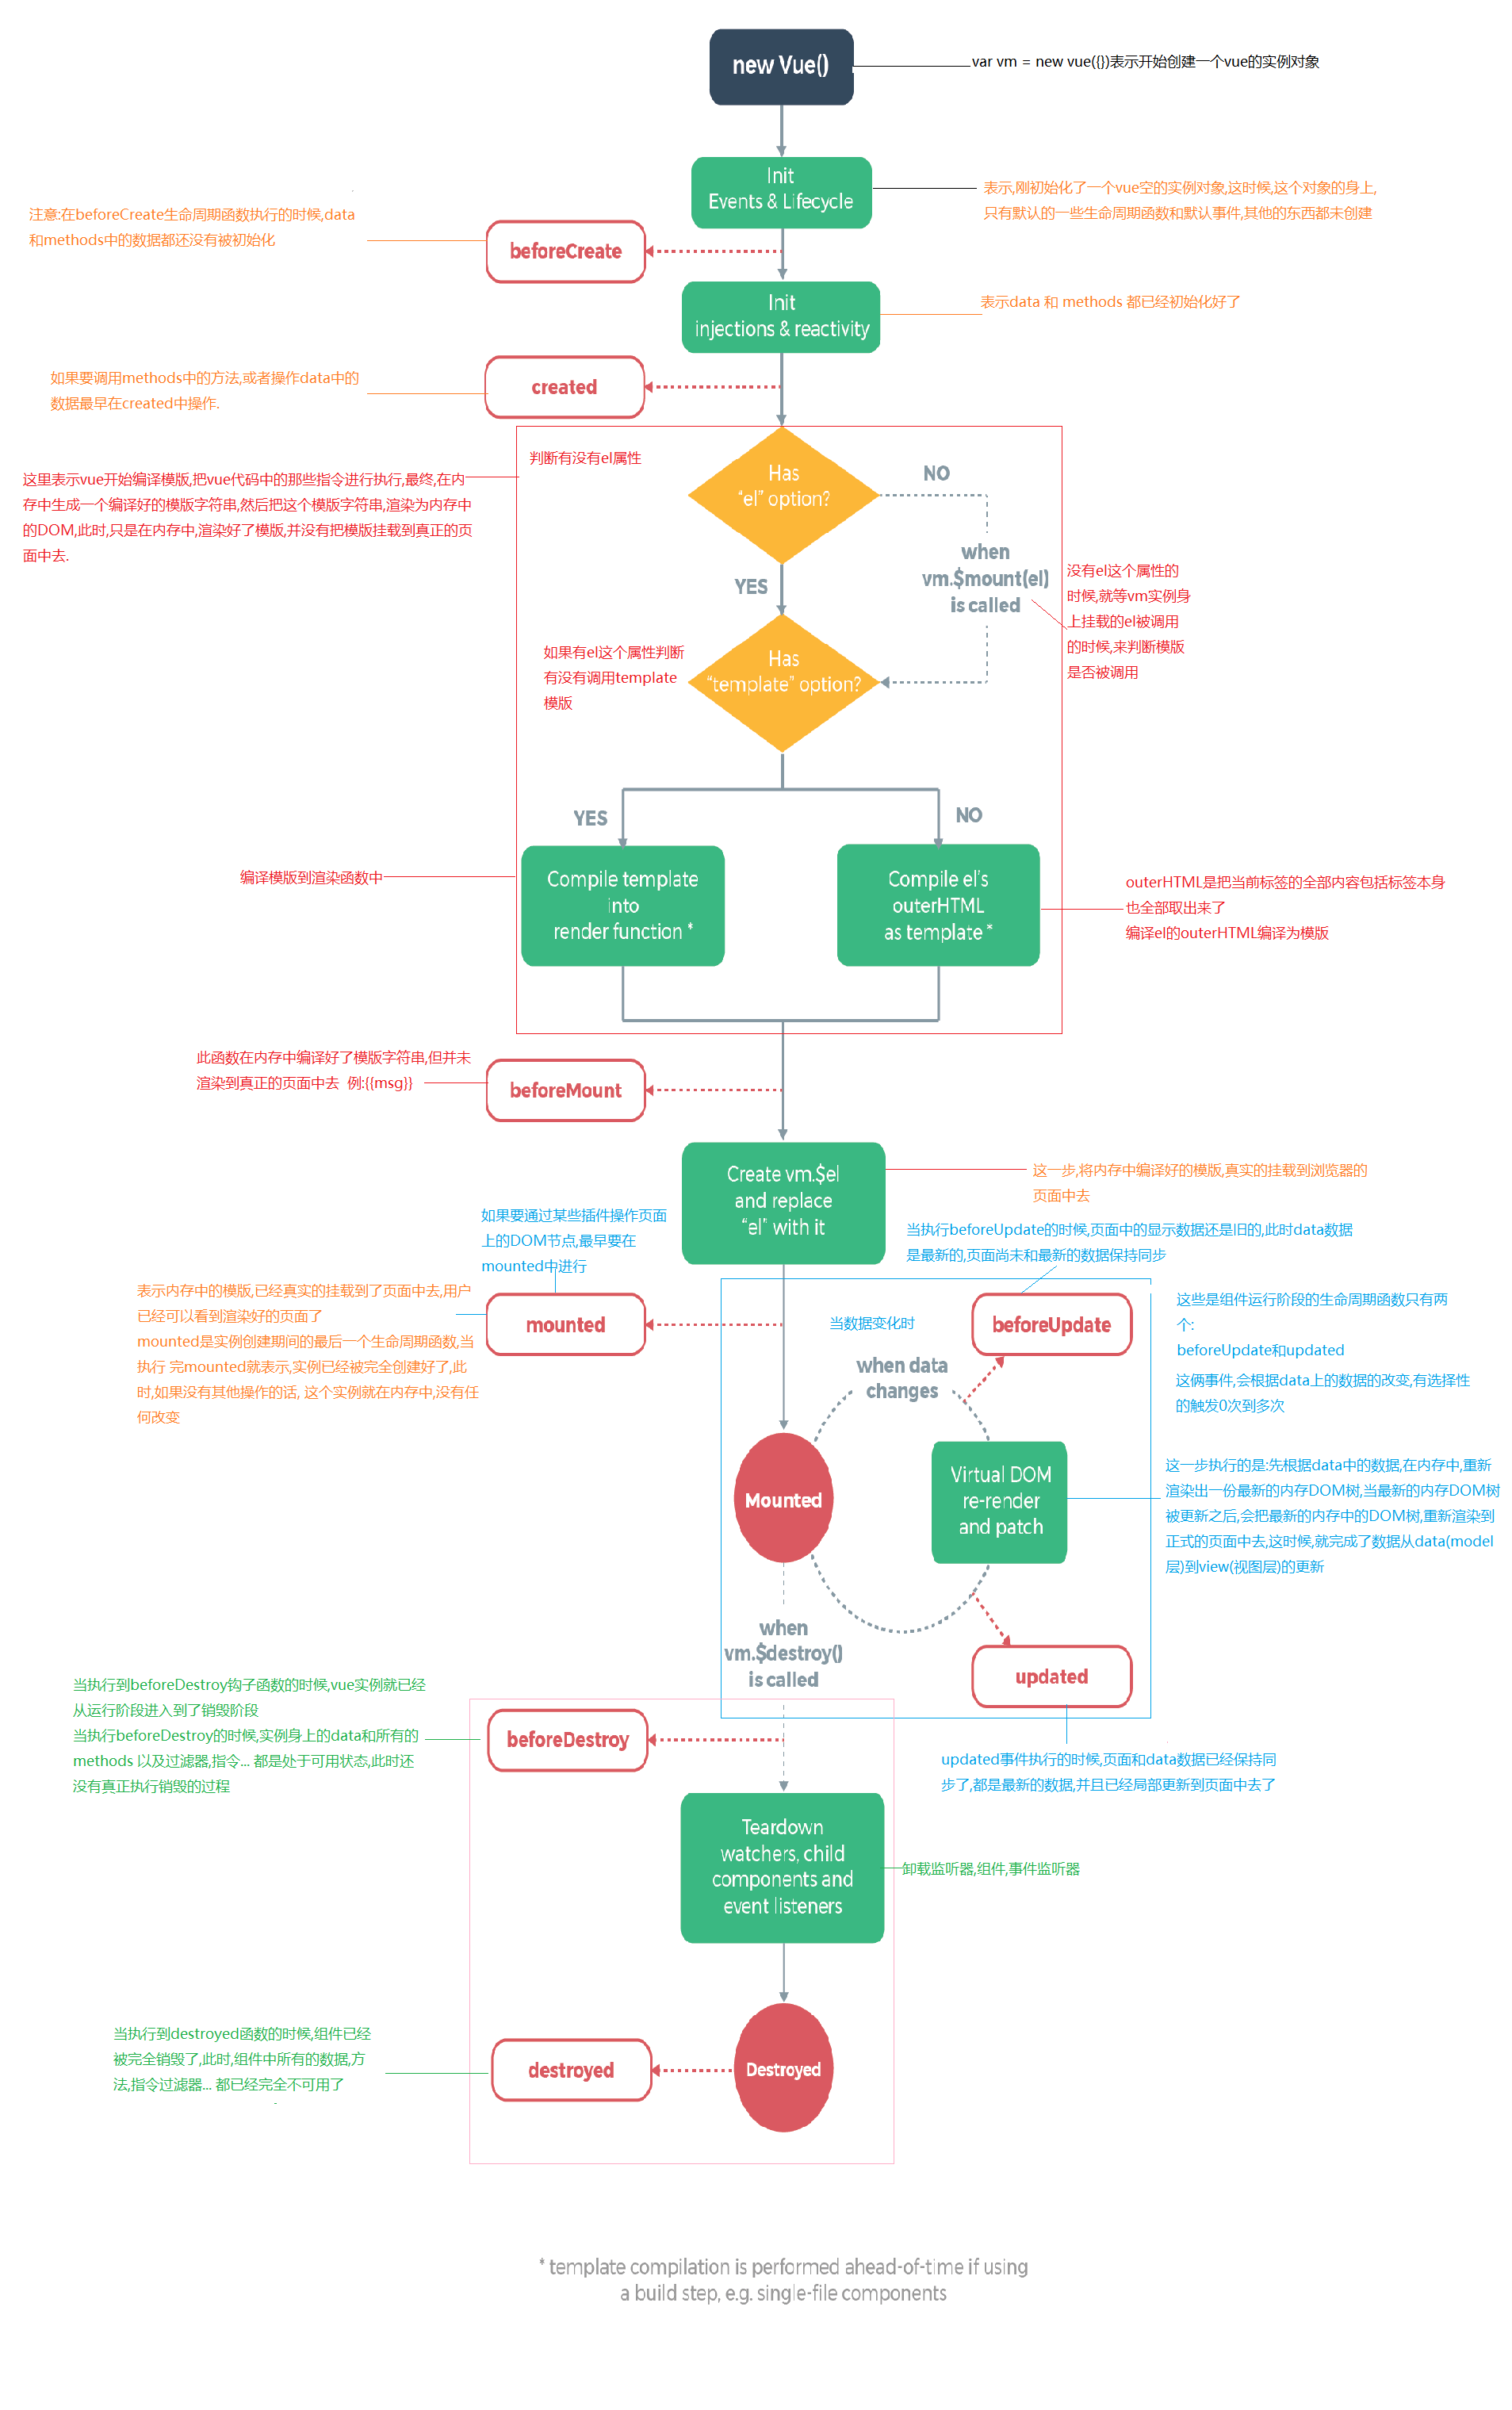 new Vue()
var vm = new vue({})表示开始创建一个vue的实例对象
Init
Events & Lifecycle
表示,刚初始化了一个vue空的实例对象,这时候,这个对象的身上,
只有默认的一些生命周期函数和默认事件,其他的东西都未创建
注意:在beforeCreate生命周期函数执行的时候,data
和methods中的数据都还没有被初始化
beforeCreate
Init
injections & reactivity
表示data 和 methods 都已经初始化好了
如果要调用methods中的方法,或者操作data中的
数据最早在created中操作.
created
判断有没有el属性
Has
“el” option?
NO
这里表示vue开始编译模版,把vue代码中的那些指令进行执行,最终,在内
存中生成一个编译好的模版字符串,然后把这个模版字符串,渲染为内存中
的DOM,此时,只是在内存中,渲染好了模版,并没有把模版挂载到真正的页
面中去.
when
vm.$mount(el)
is called
没有el这个属性的
时候,就等vm实例身
上挂载的el被调用
的时候,来判断模版
是否被调用
YES
如果有el这个属性判断
有没有调用template
模版
Has
“template” option?
YES
NO
编译模版到渲染函数中
Compile template
into
render function *
Compile el’s
outerHTML
as template *
outerHTML是把当前标签的全部内容包括标签本身
也全部取出来了
编译el的outerHTML编译为模版
此函数在内存中编译好了模版字符串,但并未
渲染到真正的页面中去 例:{{msg}}
beforeMount
Create vm.$el
and replace
“el” with it
这一步,将内存中编译好的模版,真实的挂载到浏览器的
页面中去
如果要通过某些插件操作页面
上的DOM节点,最早要在
mounted中进行
当执行beforeUpdate的时候,页面中的显示数据还是旧的,此时data数据
是最新的,页面尚未和最新的数据保持同步
表示内存中的模版,已经真实的挂载到了页面中去,用户
已经可以看到渲染好的页面了
mounted是实例创建期间的最后一个生命周期函数,当
执行 完mounted就表示,实例已经被完全创建好了,此
时,如果没有其他操作的话, 这个实例就在内存中,没有任
何改变
mounted
当数据变化时
beforeUpdate
这些是组件运行阶段的生命周期函数只有两
个:
beforeUpdate和updated
这俩事件,会根据data上的数据的改变,有选择性
的触发0次到多次
when data
changes
Mounted
Virtual DOM
re-render
and patch
这一步执行的是:先根据data中的数据,在内存中,重新
渲染出一份最新的内存DOM树,当最新的内存DOM树
被更新之后,会把最新的内存中的DOM树,重新渲染到
正式的页面中去,这时候,就完成了数据从data(model
层)到view(视图层)的更新
when
vm.$destroy()
is called
updated
当执行到beforeDestroy钩子函数的时候,vue实例就已经
从运行阶段进入到了销毁阶段
当执行beforeDestroy的时候,实例身上的data和所有的
methods 以及过滤器,指令... 都是处于可用状态,此时还
没有真正执行销毁的过程
beforeDestroy
updated事件执行的时候,页面和data数据已经保持同
步了,都是最新的数据,并且已经局部更新到页面中去了
Teardown
watchers, child
components and
event listeners
卸载监听器,组件,事件监听器
当执行到destroyed函数的时候,组件已经
被完全销毁了,此时,组件中所有的数据,方
法,指令过滤器... 都已经完全不可用了
destroyed
Destroyed
* template compilation is performed ahead-of-time if using
a build step, e.g. single-file components